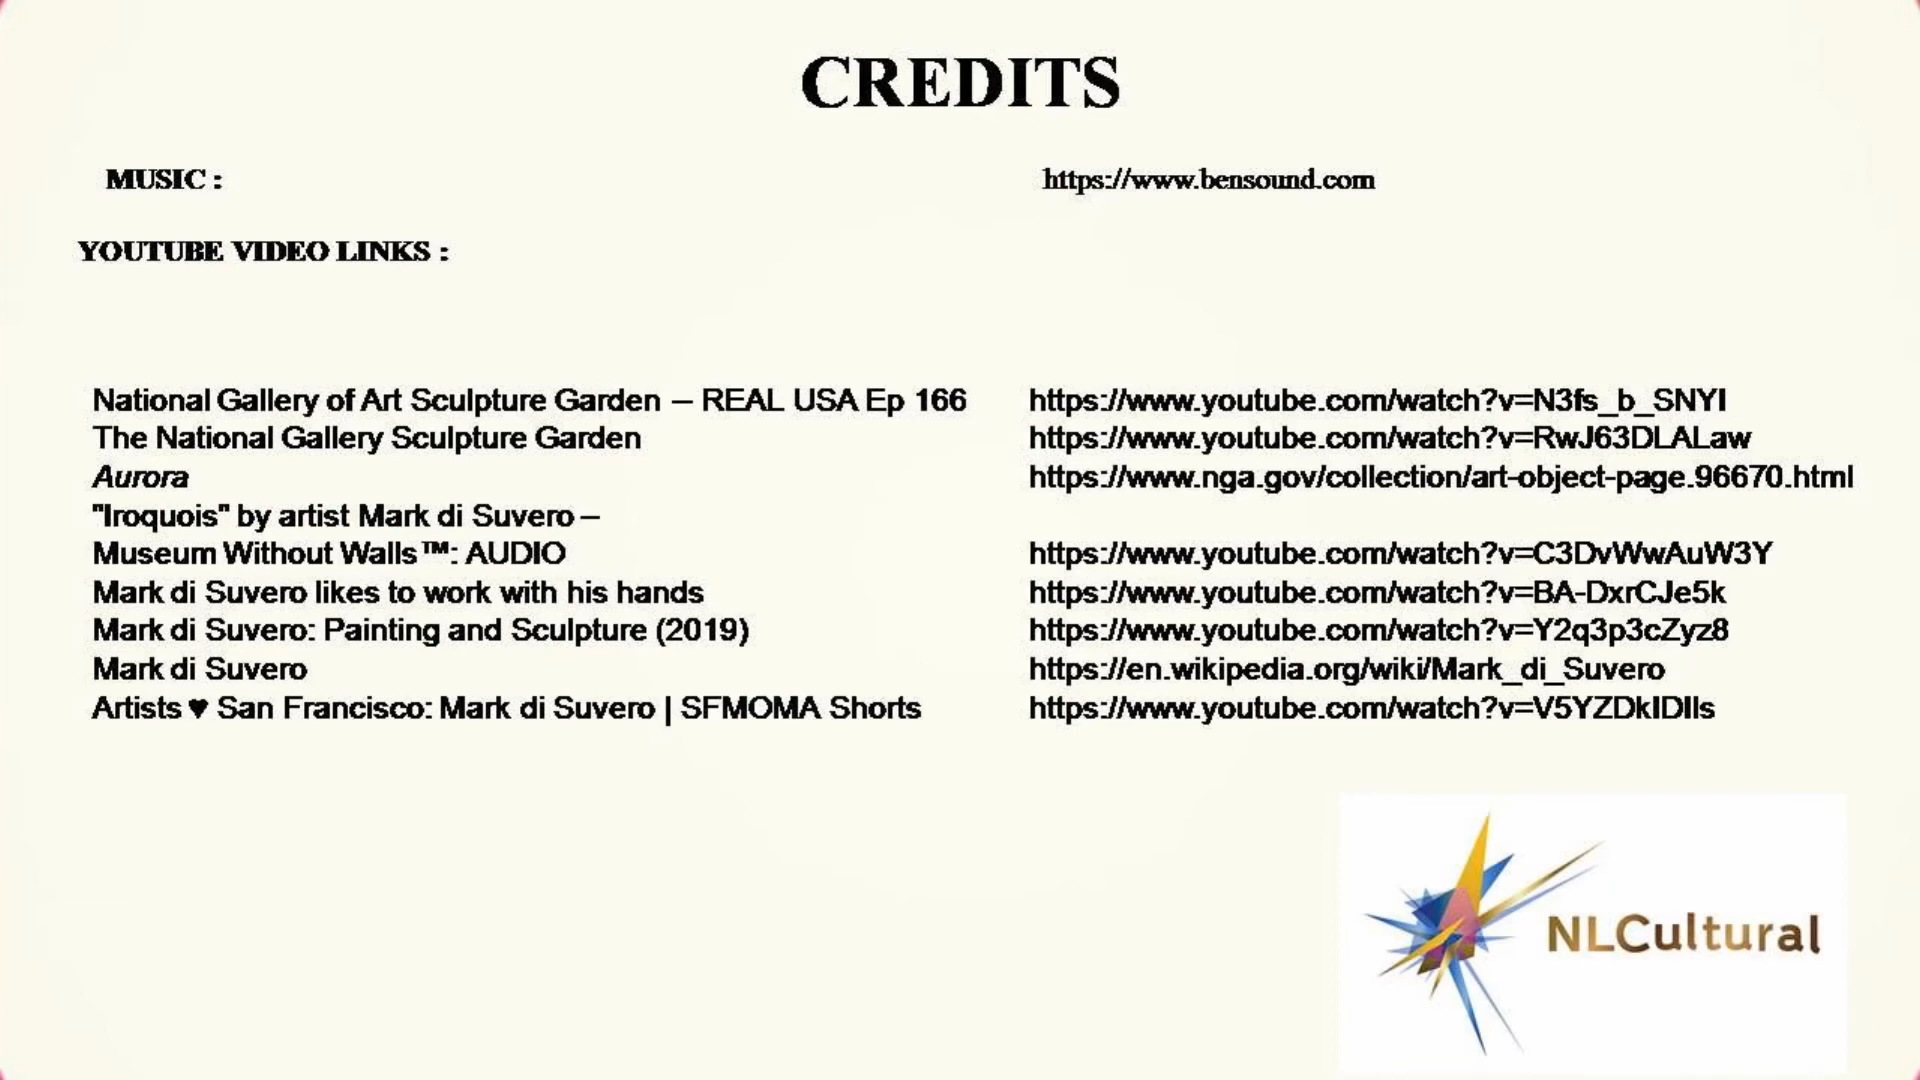 CREDITS
MUSIC : https://www.bensound.com
YOUTUBE VIDEO LINKS :
National Gallery of Art Sculpture Garden – REAL USA Ep 166 https://www.youtube.com/watch?v=N3fs_b_SNYI
The National Gallery Sculpture Garden https://www.youtube.com/watch?v=RwJ63DLALaw
Aurora https://www.nga.gov/collection/art-object-page.96670.html
"Iroquois" by artist Mark di Suvero –
Museum Without Walls™: AUDIO https://www.youtube.com/watch?v=C3DvWwAuW3Y
Mark di Suvero likes to work with his hands https://www.youtube.com/watch?v=BA-DxrCJe5k
Mark di Suvero: Painting and Sculpture (2019) https://www.youtube.com/watch?v=Y2q3p3cZyz8
Mark di Suvero https://en.wikipedia.org/wiki/Mark_di_Suvero
Artists ♥ San Francisco: Mark di Suvero | SFMOMA Shorts https://www.youtube.com/watch?v=V5YZDkIDIls
NLCultural